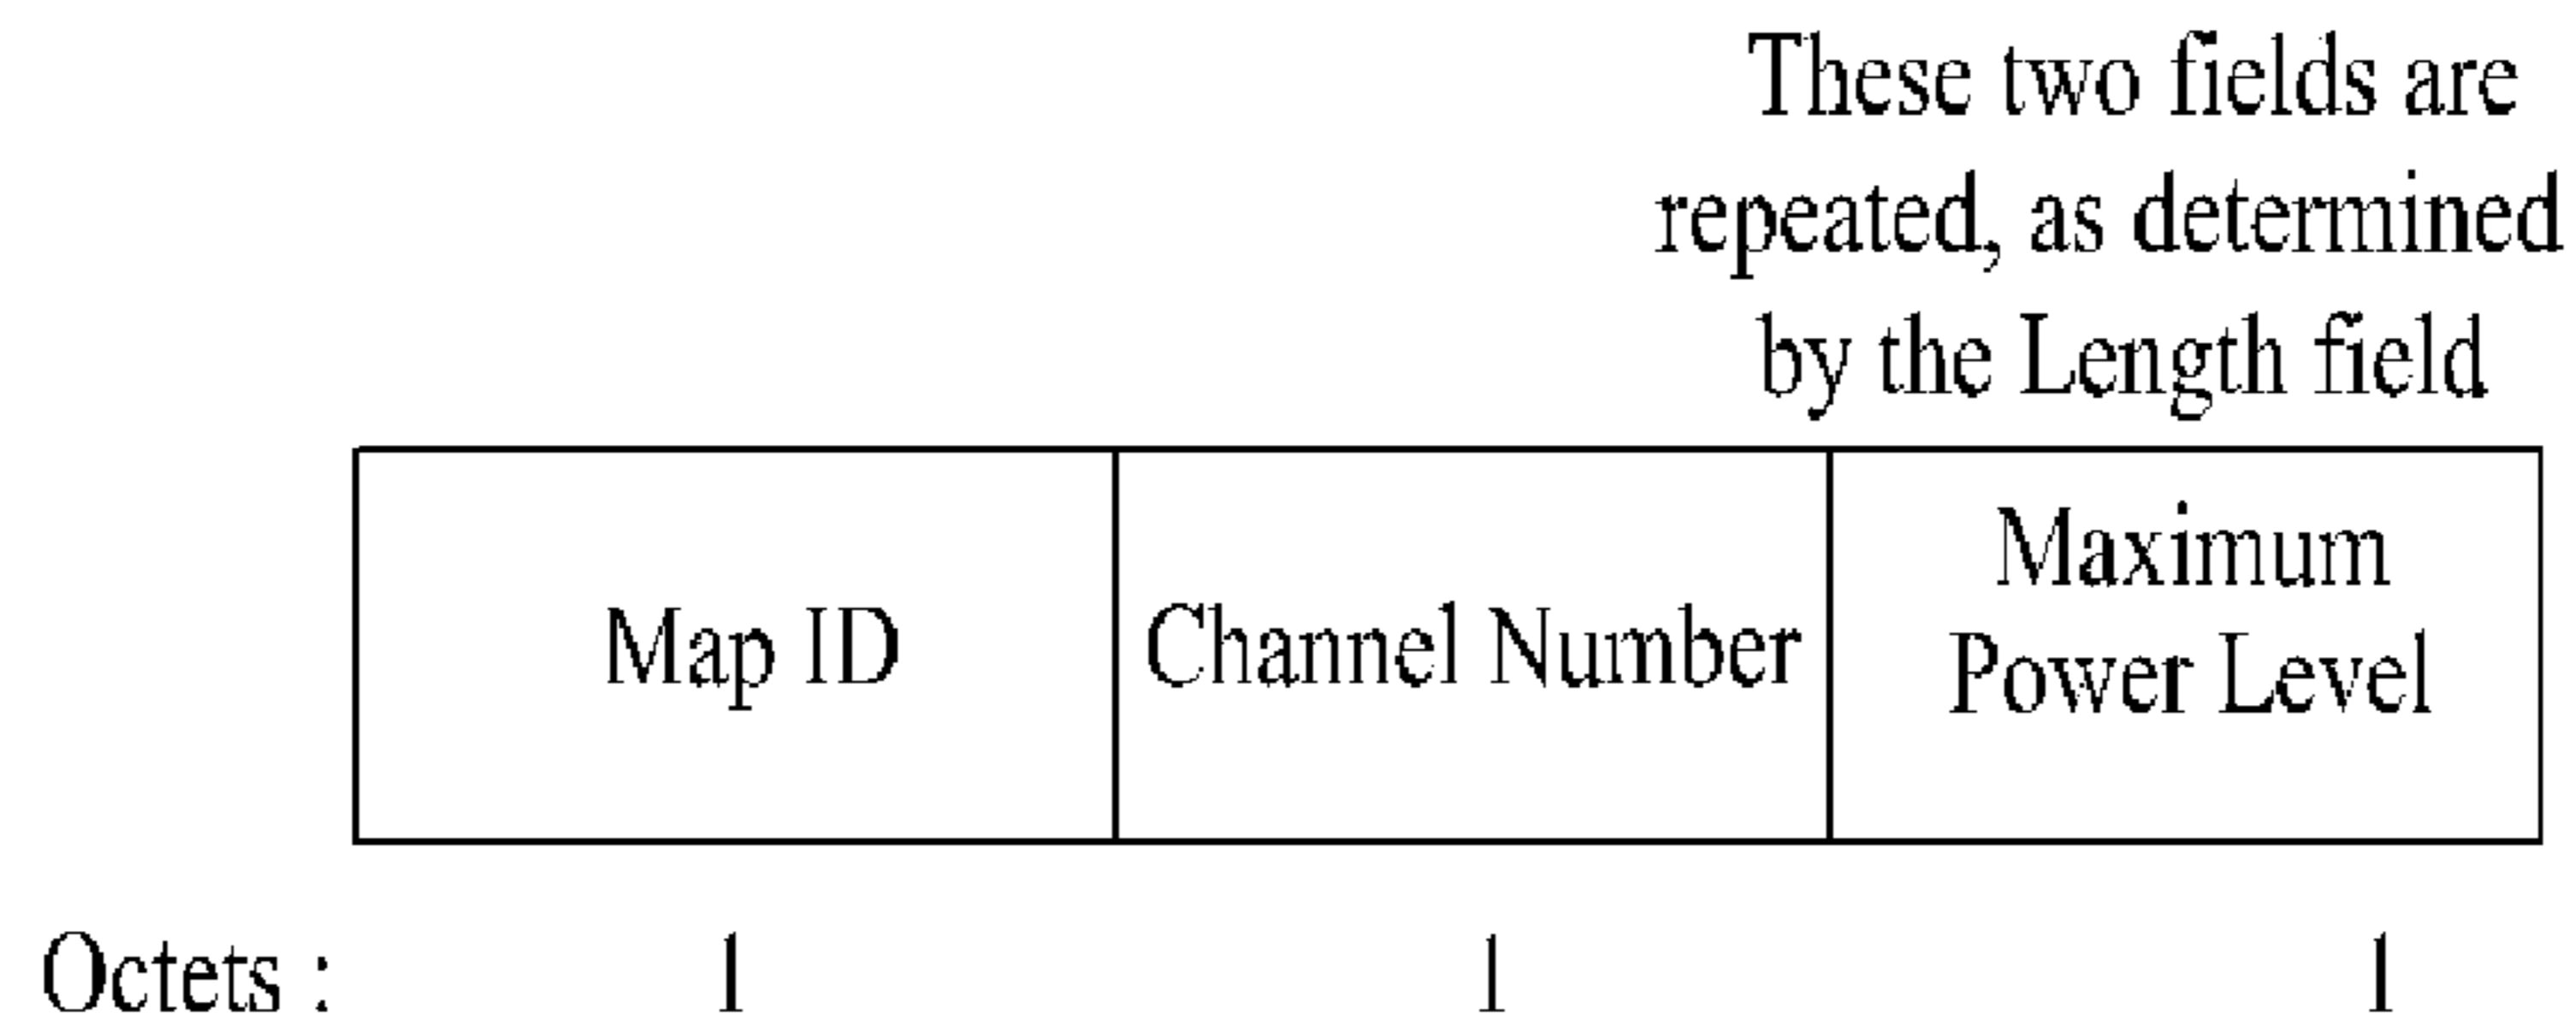 These two fields are
repeated, as determined
by the Length field
Map ID
Channel Number
Maximum
Power Level
Octets :
1
1
1